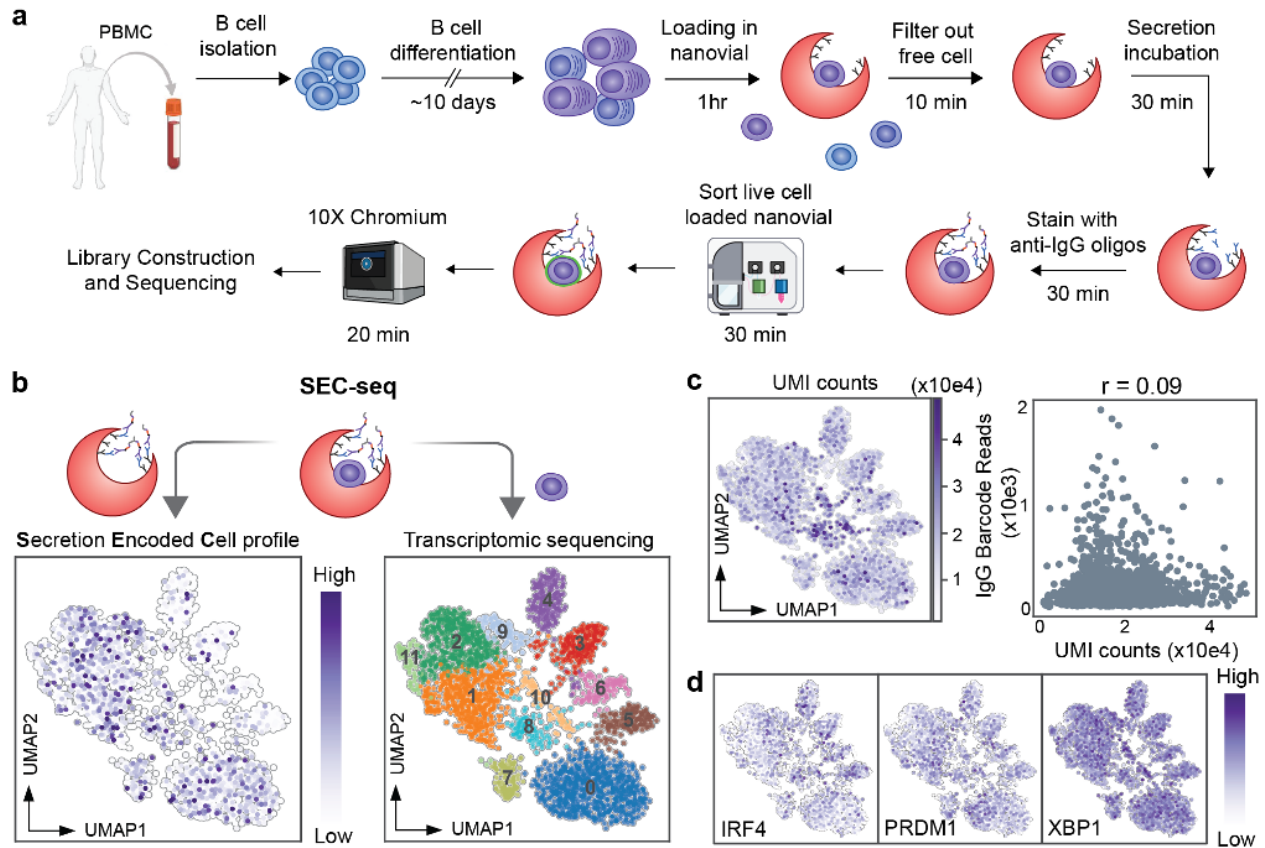 a
PBMC
B cell
isolation
B cell
differentiation
~10 days
Loading in
nanovial
1hr
Filter out
free cell
10 min
Secretion
incubation
30 min
Stain with
anti-IgG oligos
30 min
Sort live cell
loaded nanovial
30 min
10X Chromium
20 min
Library Construction
and Sequencing
b
SEC-seq
Secretion Encoded Cell profile
UMAP2
UMAP1
High
Low
Transcriptomic sequencing
4
2
9
3
11
1
10
6
8
5
7
0
UMAP2
UMAP1
c
UMI counts
(x10e4)
4
3
2
1
UMAP2
UMAP1
r = 0.09
IgG Barcode Reads
(x10e3)
2
1
0
0
2
4
UMI counts (x10e4)
d
IRF4
PRDM1
XBP1
High
Low